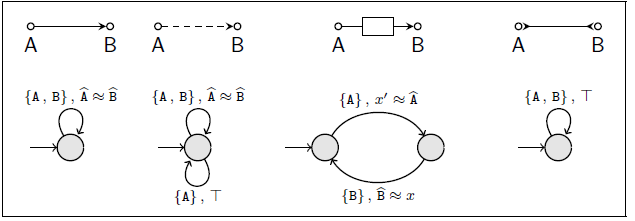 A B A B A B A B
{A , B} , Â ≈ B̂ {A , B} , Â ≈ B̂ {A} , x′ ≈ Â {A , B} , ⊤
{A} , ⊤ {B} , B̂ ≈ x